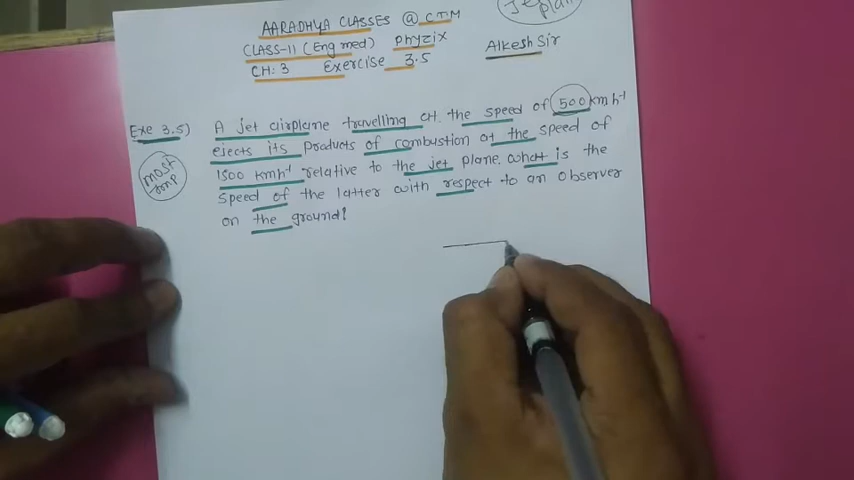 Jetplan
AARADHYA CLASSES @ CTM
CLASS-11 (Eng med) Phyzix
Alkesh Sir
CH: 3 Exercise 3.5
Exe 3.5) A jet airplane travelling at the speed of 500 km h-1
ejects its products of combustion at the speed of
most Imp
1500 kmh-1 relative to the jet plane. what is the
speed of the latter with respect to an observer
on the ground?